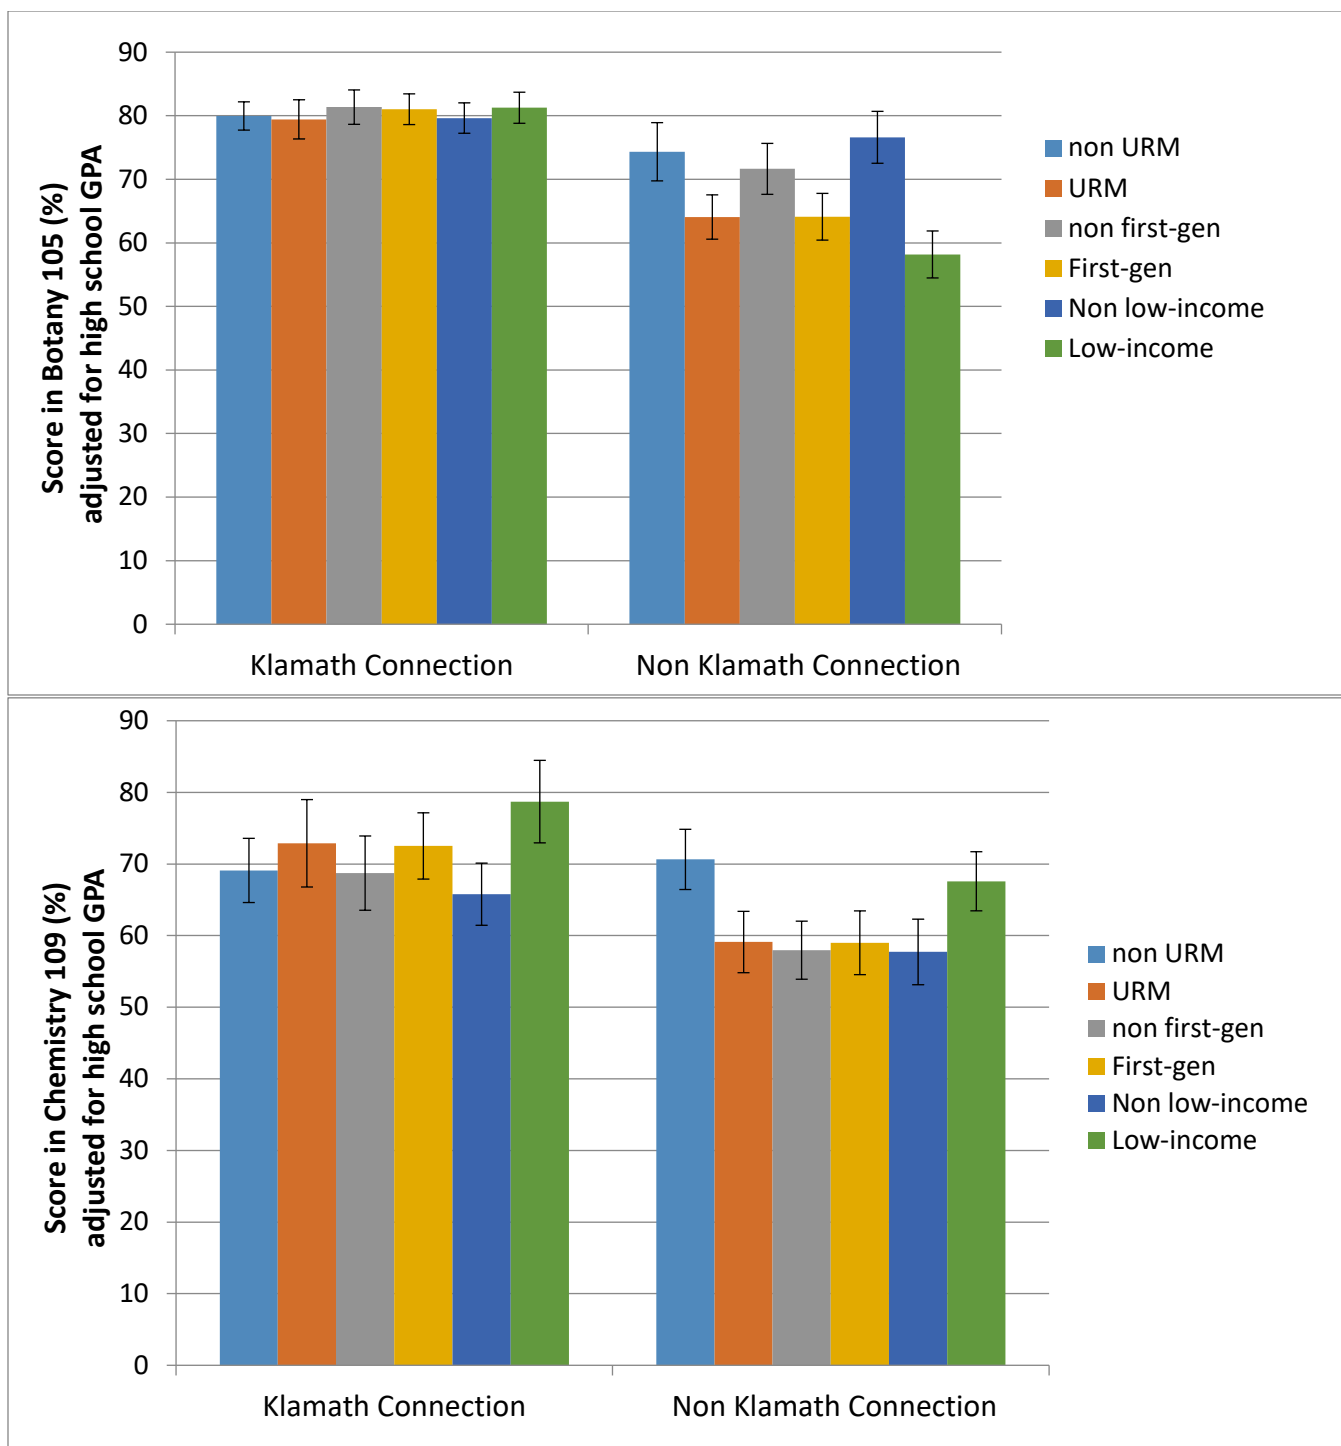 Score in Botany 105 (%)
adjusted for high school GPA
90
80
70
60
50
40
30
20
10
0
Klamath Connection
Non Klamath Connection
non URM
URM
non first-gen
First-gen
Non low-income
Low-income
Score in Chemistry 109 (%)
adjusted for high school GPA
90
80
70
60
50
40
30
20
10
0
Klamath Connection
Non Klamath Connection
non URM
URM
non first-gen
First-gen
Non low-income
Low-income